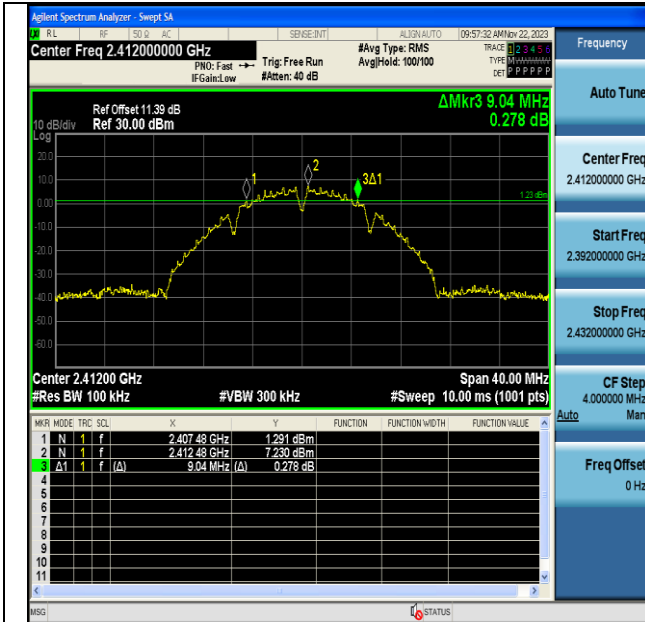 Agilent Spectrum Analyzer - Swept SA
RL RF 50 Ω AC SENSE:INT ALIGN AUTO 09:57:32 AM Nov 22, 2023
Center Freq 2.412000000 GHz
PNO: Fast
IFGain:Low
Trig: Free Run
#Atten: 40 dB
#Avg Type: RMS
Avg|Hold: 100/100
TRACE 1 2 3 4 5 6
TYPE
DET P P P P P P
Ref Offset 11.39 dB
Ref 30.00 dBm
10 dB/div
Log
ΔMkr3 9.04 MHz
0.278 dB
20.0
10.0
0.00
-10.0
-20.0
-30.0
-40.0
-50.0
-60.0
1
2
3Δ1
1.23 dBm
Center 2.41200 GHz Span 40.00 MHz
#Res BW 100 kHz #VBW 300 kHz #Sweep 10.00 ms (1001 pts)
MKR MODE TRC SCL X Y FUNCTION FUNCTION WIDTH FUNCTION VALUE
1 N 1 f 2.407 48 GHz 1.291 dBm
2 N 1 f 2.412 48 GHz 7.230 dBm
3 Δ1 1 f (Δ) 9.04 MHz (Δ) 0.278 dB
4
5
6
7
8
9
10
11
MSG STATUS
Frequency
Auto Tune
Center Freq
2.412000000 GHz
Start Freq
2.392000000 GHz
Stop Freq
2.432000000 GHz
CF Step
4.000000 MHz
Auto Man
Freq Offset
0 Hz